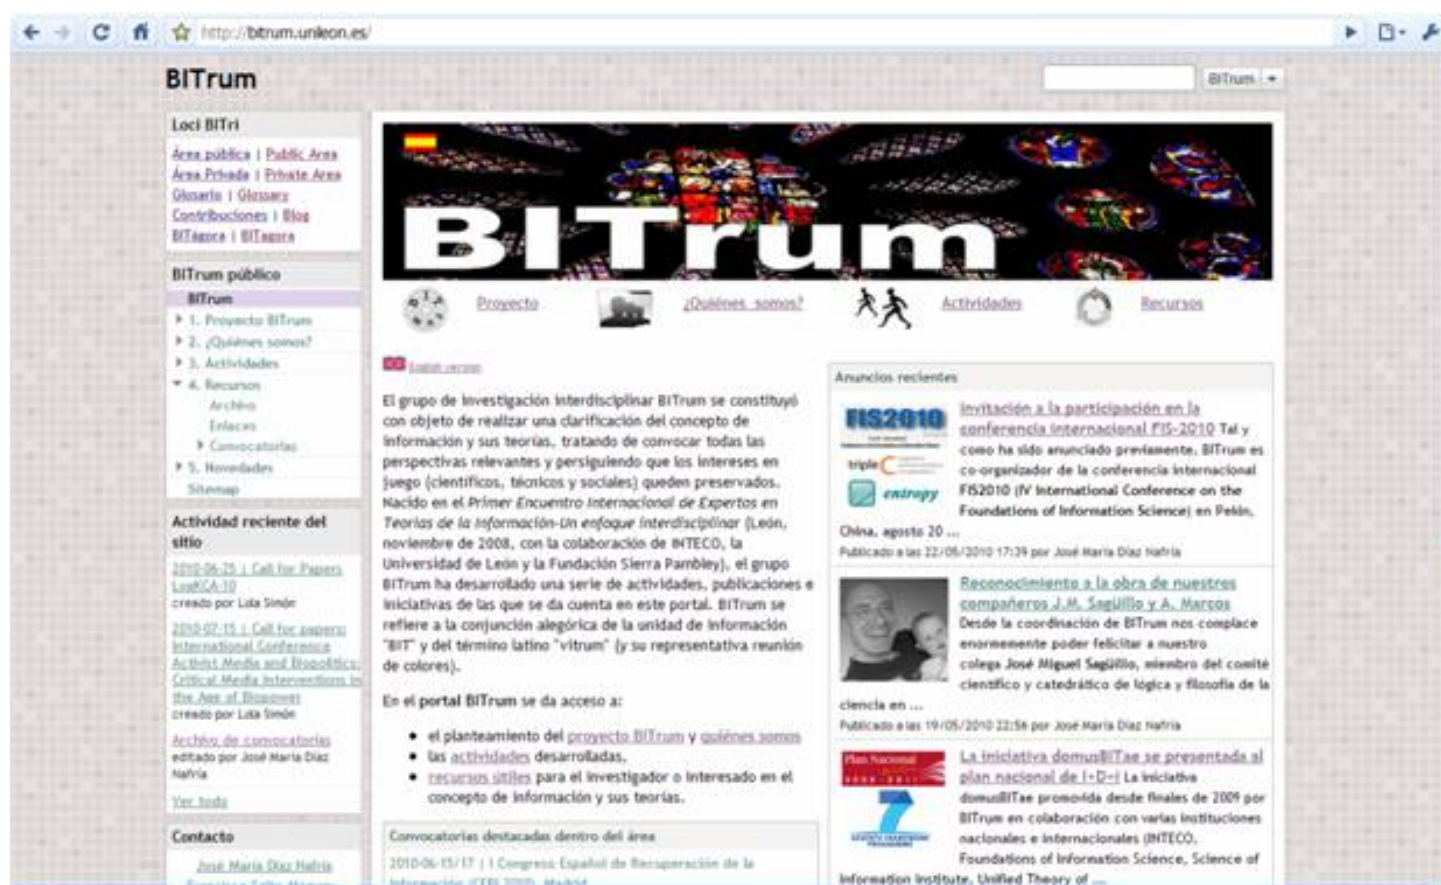 http://bitrum.unileon.es/
BITrum
BITrum
Loci BITri
Área pública | Public Area
Área Privada | Private Area
Glosario | Glossary
Contribuciones | Blog
BITágora | BITagora
BITrum público
BITrum
1. Proyecto BITrum
2. ¿Quiénes somos?
3. Actividades
4. Recursos
Archivo
Enlaces
Convocatorias
5. Novedades
Sitemap
Actividad reciente del
sitio
2010-06-25 | Call for Papers
LogKCA-10
creado por Lola Simón
2010-07-15 | Call for papers:
International Conference
Activist Media and Biopolitics:
Critical Media Interventions in
the Age of Biopower
creado por Lola Simón
Archivo de convocatorias
editado por José María Díaz
Nafría
Ver todo
Contacto
José María Díaz Nafría
BITrum
Proyecto
¿Quiénes somos?
Actividades
Recursos
English version
El grupo de investigación interdisciplinar BITrum se constituyó
con objeto de realizar una clarificación del concepto de
información y sus teorías, tratando de convocar todas las
perspectivas relevantes y persiguiendo que los intereses en
juego (científicos, técnicos y sociales) queden preservados.
Nacido en el Primer Encuentro Internacional de Expertos en
Teorías de la Información-Un enfoque interdisciplinar (León,
noviembre de 2008, con la colaboración de INTECO, la
Universidad de León y la Fundación Sierra Pambley), el grupo
BITrum ha desarrollado una serie de actividades, publicaciones e
iniciativas de las que se da cuenta en este portal. BITrum se
refiere a la conjunción alegórica de la unidad de información
"BIT" y del término latino "vitrum" (y su representativa reunión
de colores).
En el portal BITrum se da acceso a:
el planteamiento del proyecto BITrum y quiénes somos
las actividades desarrolladas,
recursos útiles para el investigador o interesado en el
concepto de información y sus teorías.
Convocatorias destacadas dentro del área
2010-06-15/17 | I Congreso Español de Recuperación de la
Información (CERI 2010), Madrid
Anuncios recientes
FIS2010
tripleC
entropy
Invitación a la participación en la
conferencia internacional FIS-2010 Tal y
como ha sido anunciado previamente, BITrum es
co-organizador de la conferencia internacional
FIS2010 (IV International Conference on the
Foundations of Information Science) en Pekín,
China, agosto 20 ...
Publicado a las 22/05/2010 17:39 por José María Díaz Nafría
Reconocimiento a la obra de nuestros
compañeros J.M. Sagüillo y A. Marcos
Desde la coordinación de BITrum nos complace
enormemente poder felicitar a nuestro
colega José Miguel Sagüillo, miembro del comité
científico y catedrático de lógica y filosofía de la
ciencia en ...
Publicado a las 19/05/2010 22:56 por José María Díaz Nafría
Plan Nacional
7
SEVENTH FRAMEWORK
PROGRAMME
La iniciativa domusBITae se presentada al
plan nacional de I+D+i La iniciativa
domusBITae promovida desde finales de 2009 por
BITrum en colaboración con varias instituciones
nacionales e internacionales (INTECO,
Foundations of Information Science, Science of
Information Institute, Unified Theory of ...